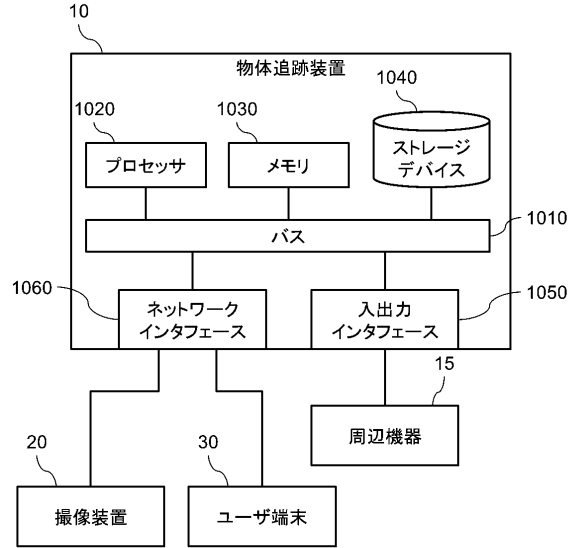 10
物体追跡装置
1020
プロセッサ
1030
メモリ
1040
ストレージ
デバイス
バス
1010
1060
ネットワーク
インタフェース
入出力
インタフェース
1050
15
周辺機器
20
撮像装置
30
ユーザ端末